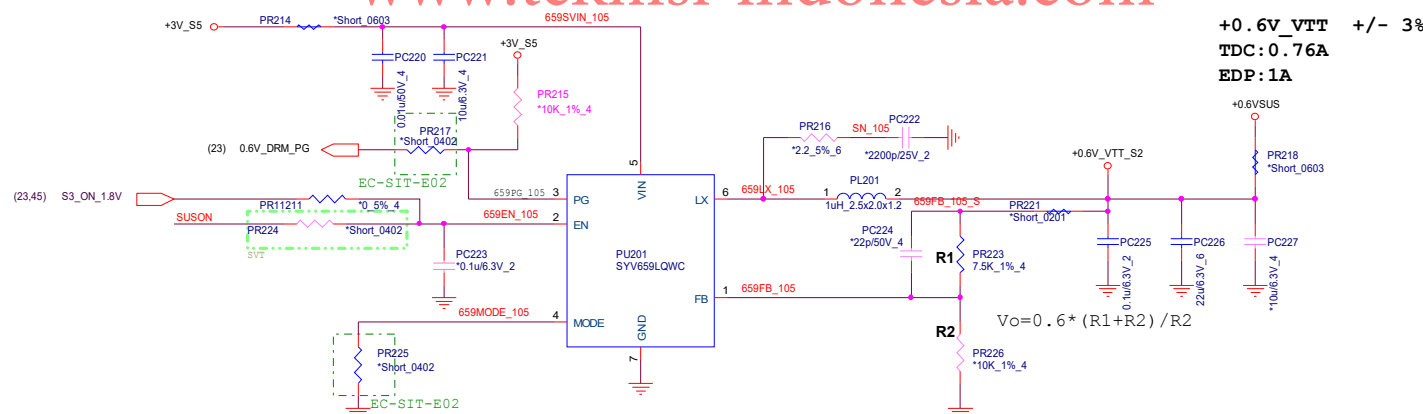 www.teknisi-indonesia.com
+3V_S5
PR214
*Short_0603
659SVIN_105
PC220
0.01u/50V_4
PC221
10u/6.3V_4
+3V_S5
PR215
*10K_1%_4
(23) 0.6V_DRM_PG
PR217
*Short_0402
EC-SIT-E02
659PG_105
(23,45) S3_ON_1.8V
PR11211
*0_5%_4
SUSON
PR224
*Short_0402
SVT
659EN_105
PC223
*0.1u/6.3V_2
659MODE_105
PR225
*Short_0402
EC-SIT-E02
5
VIN
3
PG
2
EN
4
MODE
PU201
SYV659LQWC
GND
7
LX
6
FB
1
659LX_105
PR216
*2.2_5%_6
SN_105
PC222
*2200p/25V_2
PL201
1
2
1uH_2.5x2.0x1.2
659FB_105_S
PR221
*Short_0201
PC224
*22p/50V_4
R1
PR223
7.5K_1%_4
659FB_105
R2
PR226
*10K_1%_4
Vo=0.6*(R1+R2)/R2
+0.6V_VTT_S2
PC225
0.1u/6.3V_2
PC226
22u/6.3V_6
PC227
*10u/6.3V_4
+0.6VSUS
PR218
*Short_0603
+0.6V_VTT +/- 3%
TDC:0.76A
EDP:1A